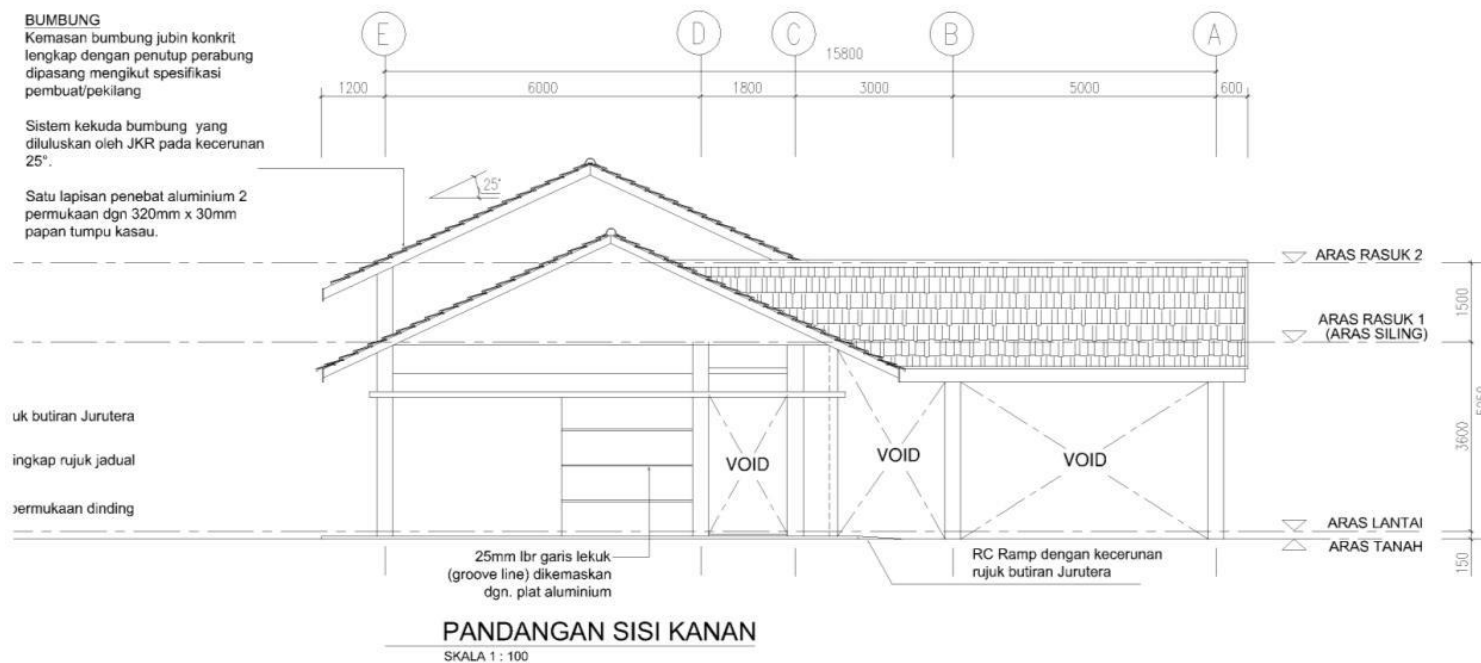 BUMBUNG
Kemasan bumbung jubin konkrit
lengkap dengan penutup perabung
dipasang mengikut spesifikasi
pembuat/pekilang
Sistem kekuda bumbung yang
diluluskan oleh JKR pada kecerunan
25°.
Satu lapisan penebat aluminium 2
permukaan dgn 320mm x 30mm
papan tumpu kasau.
E
D
C
B
A
15800
1200
6000
1800
3000
5000
600
25°
ARAS RASUK 2
1500
ARAS RASUK 1
(ARAS SILING)
uk butiran Jurutera
ingkap rujuk jadual
permukaan dinding
VOID
VOID
VOID
3600
5250
ARAS LANTAI
ARAS TANAH
150
25mm lbr garis lekuk
(groove line) dikemaskan
dgn. plat aluminium
RC Ramp dengan kecerunan
rujuk butiran Jurutera
PANDANGAN SISI KANAN
SKALA 1 : 100